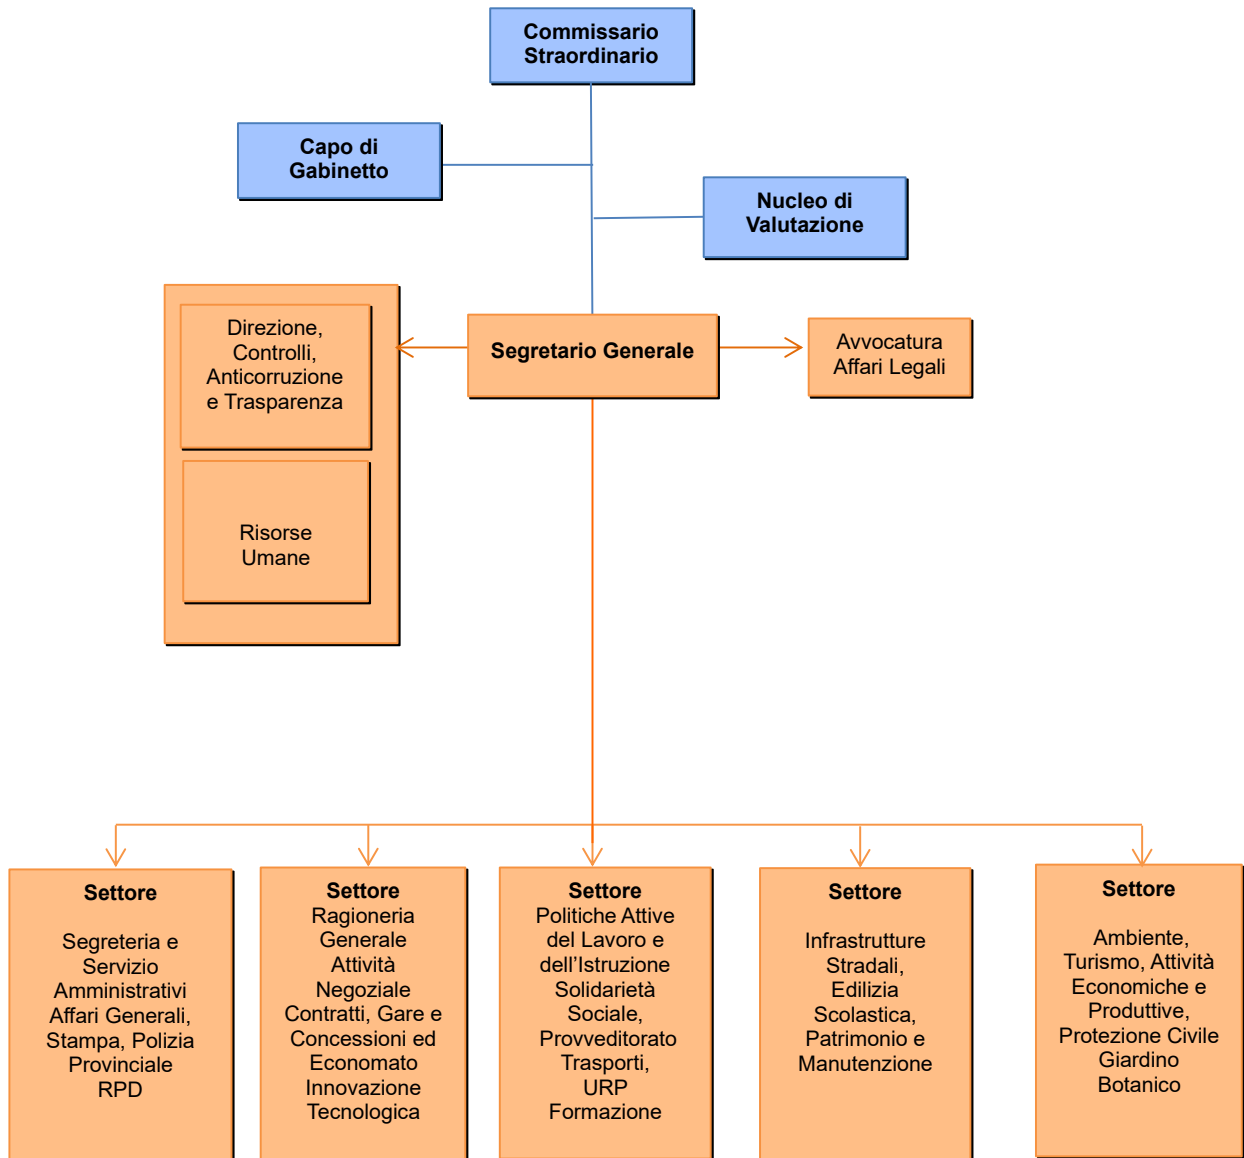 Commissario
Straordinario
Capo di
Gabinetto
Nucleo di
Valutazione
Direzione,
Controlli,
Anticorruzione
e Trasparenza
Risorse
Umane
Segretario Generale
Avvocatura
Affari Legali
Settore
Segreteria e
Servizio
Amministrativi
Affari Generali,
Stampa, Polizia
Provinciale
RPD
Settore
Ragioneria
Generale
Attività
Negoziale
Contratti, Gare e
Concessioni ed
Economato
Innovazione
Tecnologica
Settore
Politiche Attive
del Lavoro e
dell’Istruzione
Solidarietà
Sociale,
Provveditorato
Trasporti,
URP
Formazione
Settore
Infrastrutture
Stradali,
Edilizia
Scolastica,
Patrimonio e
Manutenzione
Settore
Ambiente,
Turismo, Attività
Economiche e
Produttive,
Protezione Civile
Giardino
Botanico